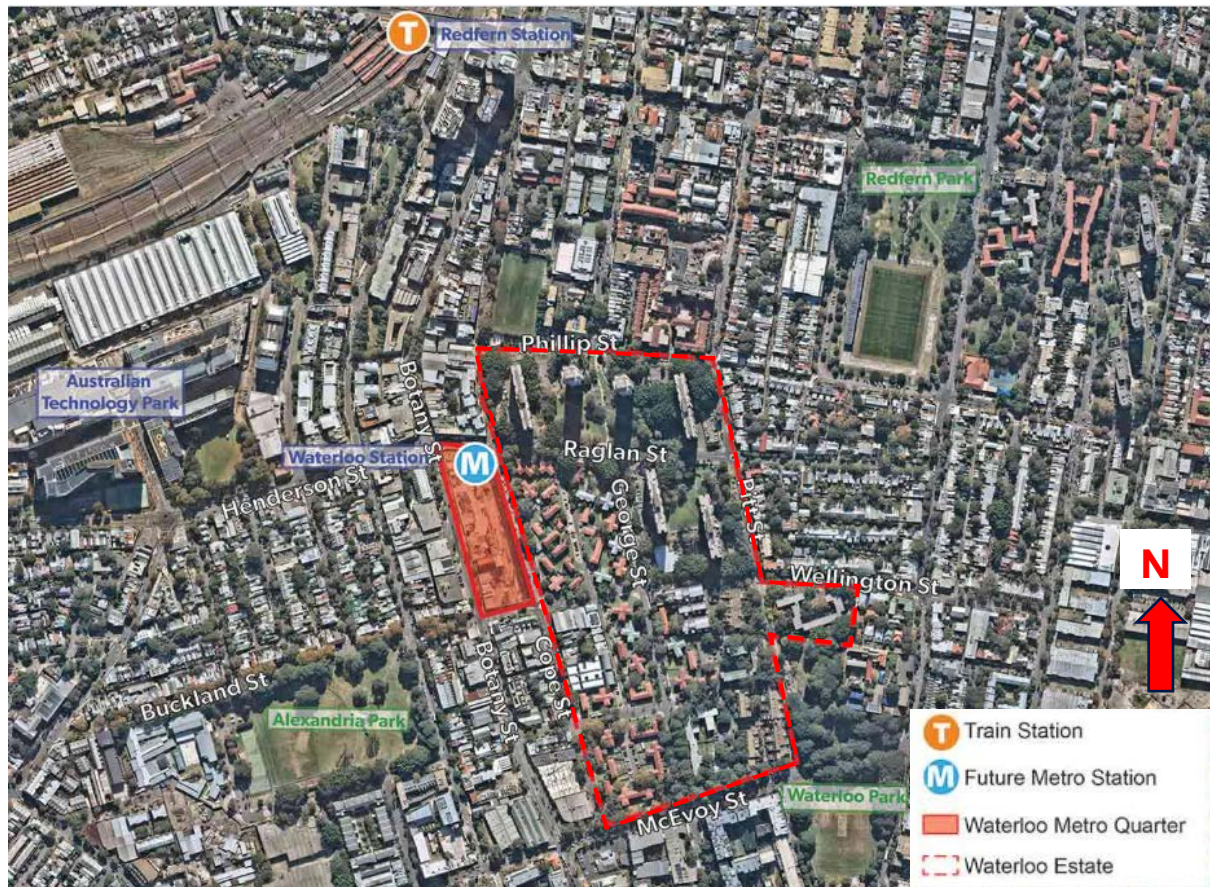 T
Redfern Station
Redfern Park
Phillip St
Australian
Technology Park
Botany St
Waterloo Station
M
Raglan St
Henderson St
George St
Pitt St
Wellington St
N
Cope St
Botany St
Buckland St
Alexandria Park
McEvoy St
Waterloo Park
T Train Station
M Future Metro Station
Waterloo Metro Quarter
Waterloo Estate